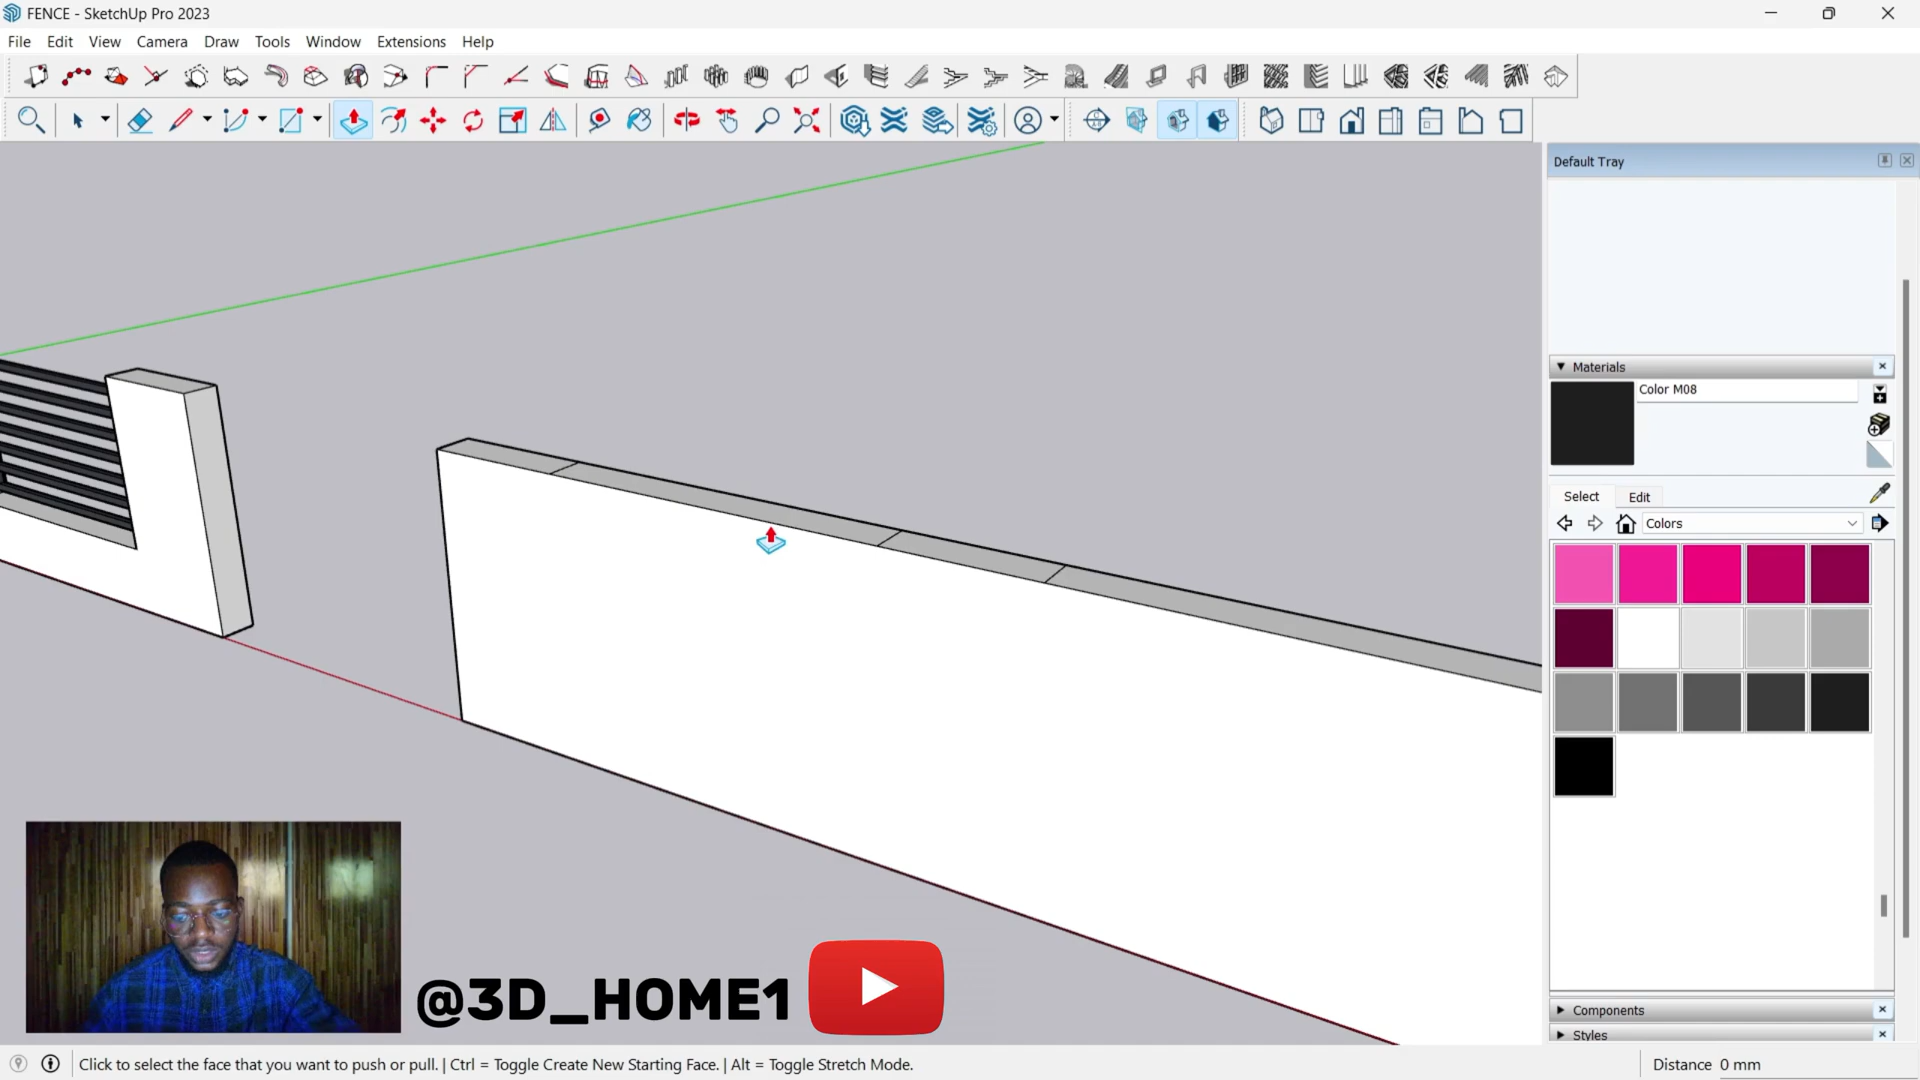 FENCE - SketchUp Pro 2023
File Edit View Camera Draw Tools Window Extensions Help
Default Tray
Materials
Color M08
Select Edit
Colors
Components
Styles
@3D_HOME1
Click to select the face that you want to push or pull. | Ctrl = Toggle Create New Starting Face. | Alt = Toggle Stretch Mode.
Distance 0 mm